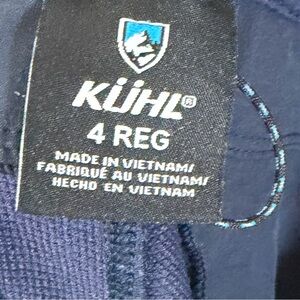 KÜHL®
4 REG
MADE IN VIETNAM/
FABRIQUÉ AU VIETNAM/
HECHO EN VIETNAM